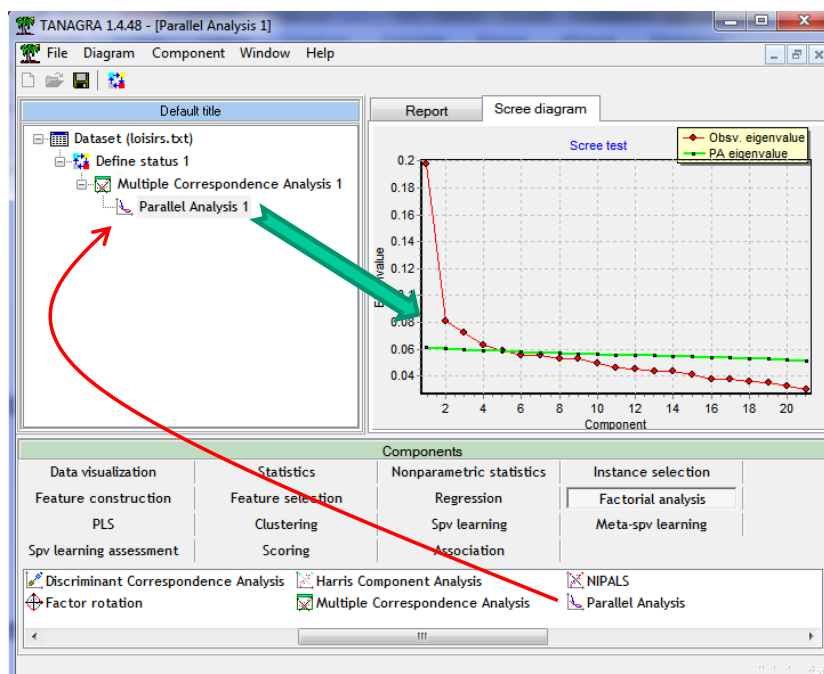 TANAGRA 1.4.48 - [Parallel Analysis 1]
File Diagram Component Window Help
Default title
Dataset (loisirs.txt)
Define status 1
Multiple Correspondence Analysis 1
Parallel Analysis 1
Report Scree diagram
Scree test
Obsv. eigenvalue
PA eigenvalue
0.2
0.18
0.16
0.14
0.12
0.08
0.06
0.04
2 4 6 8 10 12 14 16 18 20
Component
Components
Data visualization Statistics Nonparametric statistics Instance selection
Feature construction Feature selection Regression Factorial analysis
PLS Clustering Spv learning Meta-spv learning
Spv learning assessment Scoring Association
Discriminant Correspondence Analysis Harris Component Analysis NIPALS
Factor rotation Multiple Correspondence Analysis Parallel Analysis